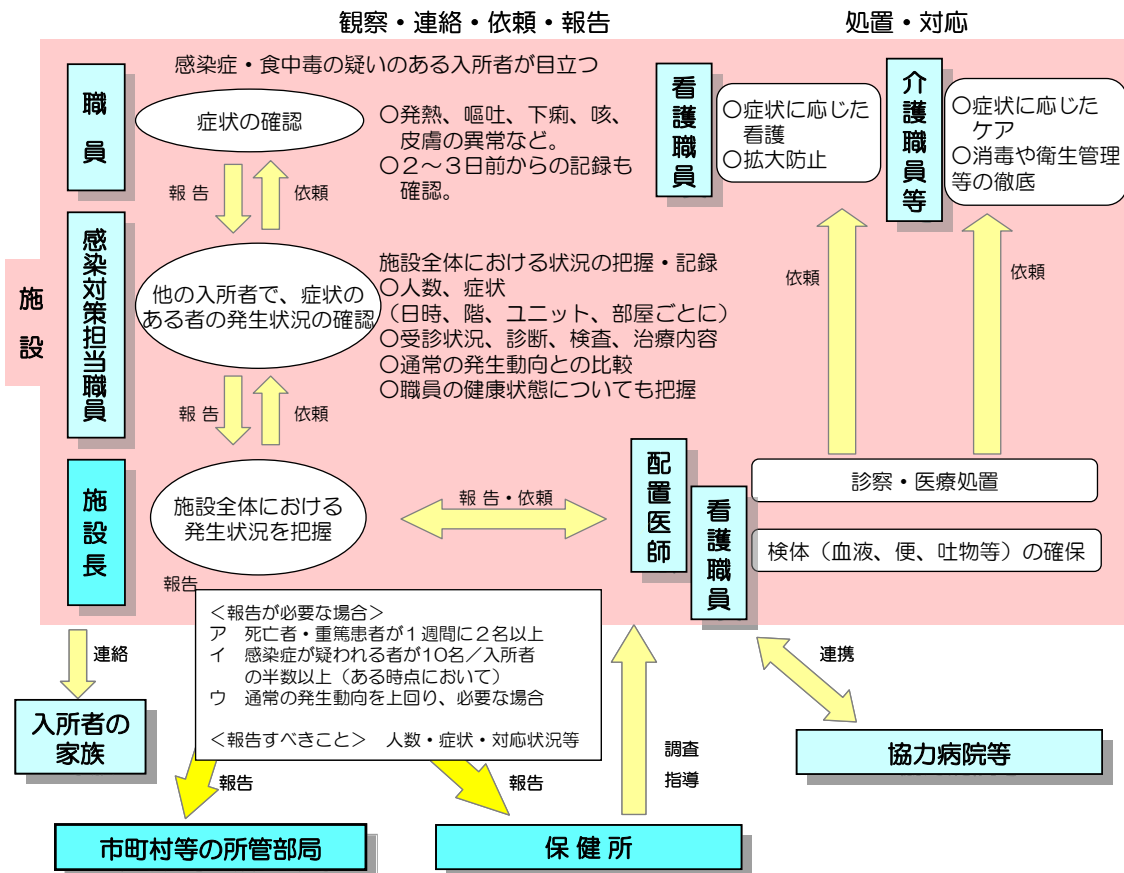 観察・連絡・依頼・報告
処置・対応
施設
職員
感染症・食中毒の疑いのある入所者が目立つ
症状の確認
○発熱、嘔吐、下痢、咳、
皮膚の異常など。
○2~3日前からの記録も
確認。
報告
依頼
看護職員
○症状に応じた
看護
○拡大防止
介護職員等
○症状に応じた
ケア
○消毒や衛生管理
等の徹底
感染対策担当職員
他の入所者で、症状の
ある者の発生状況の確認
施設全体における状況の把握・記録
○人数、症状
(日時、階、ユニット、部屋ごとに)
○受診状況、診断、検査、治療内容
○通常の発生動向との比較
○職員の健康状態についても把握
依頼
依頼
報告
依頼
施設長
施設全体における
発生状況を把握
報告・依頼
配置医師
看護職員
診察・医療処置
検体(血液、便、吐物等)の確保
報告
<報告が必要な場合>
ア 死亡者・重篤患者が1週間に2名以上
イ 感染症が疑われる者が10名/入所者
の半数以上(ある時点において)
ウ 通常の発生動向を上回り、必要な場合
<報告すべきこと> 人数・症状・対応状況等
連絡
入所者の
家族
報告
報告
調査
指導
連携
協力病院等
市町村等の所管部局
保健所